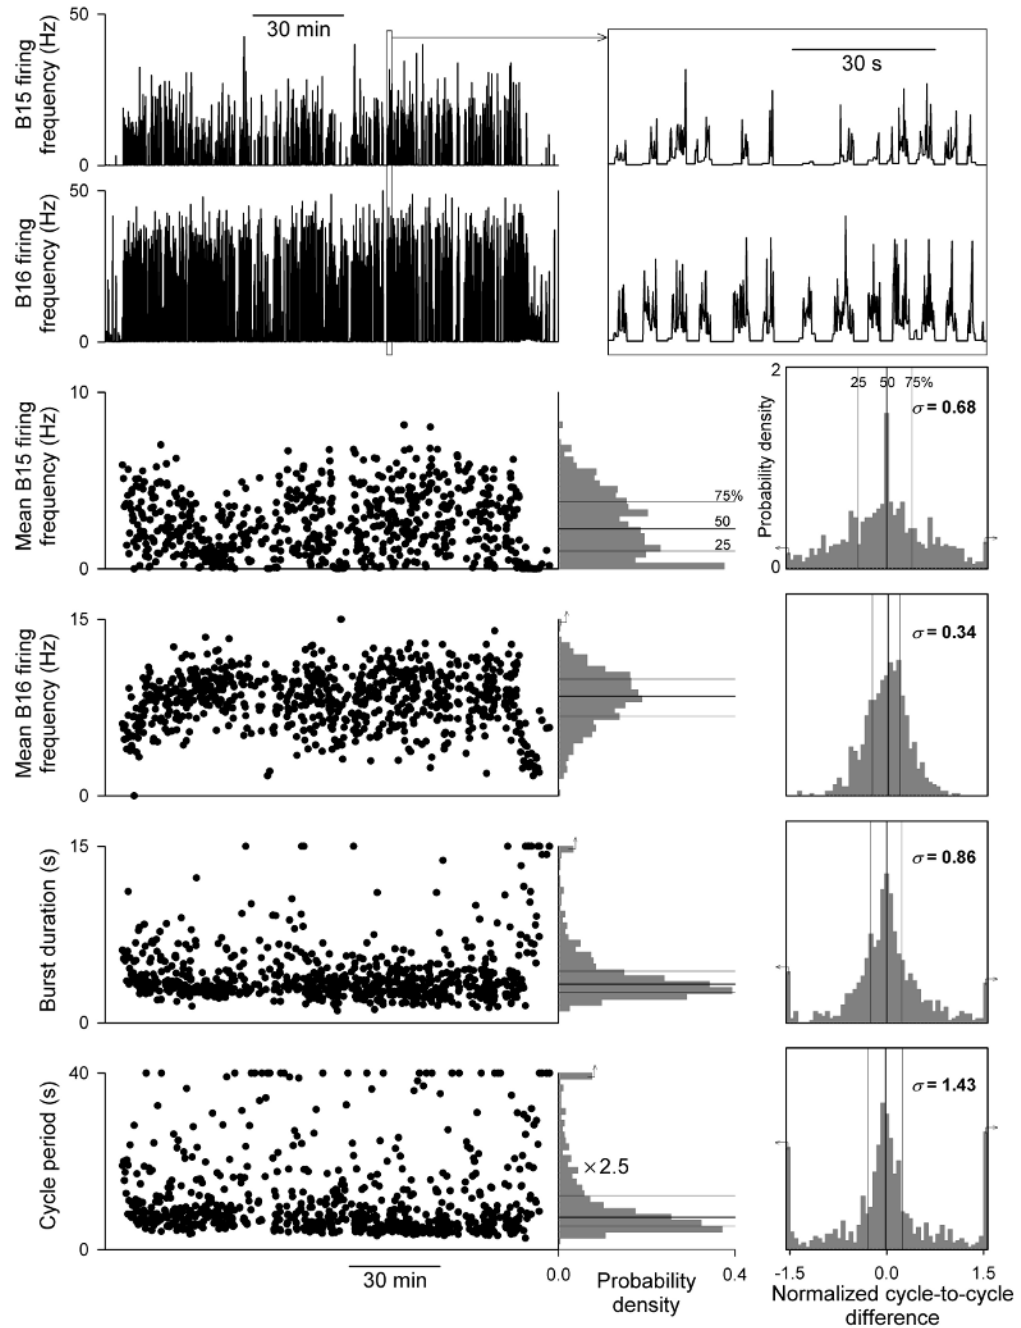 50
30 min
B15 firing
frequency (Hz)
0
30 s
50
B16 firing
frequency (Hz)
0
10
Mean B15 firing
frequency (Hz)
0
75%
50
25
2
Probability density
0
25 50 75%
σ = 0.68
15
Mean B16 firing
frequency (Hz)
0
σ = 0.34
15
Burst duration (s)
0
σ = 0.86
40
Cycle period (s)
0
×2.5
σ = 1.43
30 min
0.0 0.4
Probability
density
-1.5 0.0 1.5
Normalized cycle-to-cycle
difference